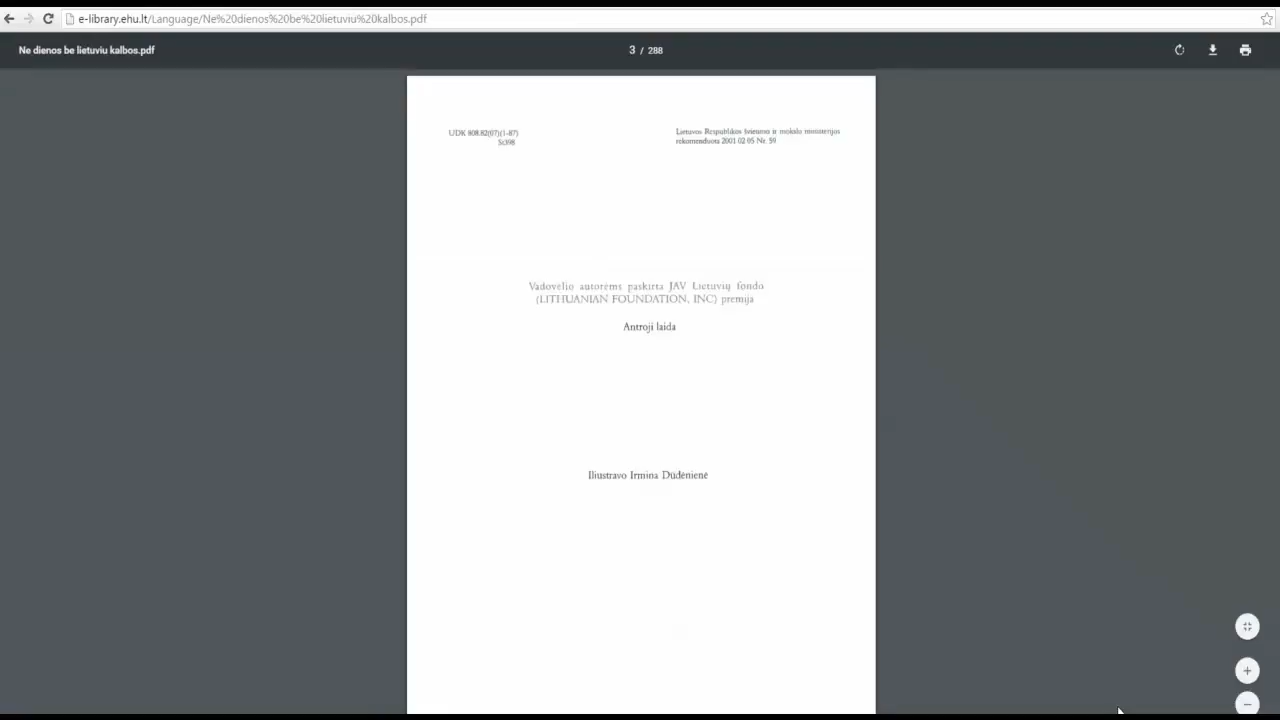 e-library.ehu.lt/Language/Ne%20dienos%20be%20lietuviu%20kalbos.pdf
Ne dienos be lietuviu kalbos.pdf
3 / 288
UDK 808.82(07)(1-87)
St398
Lietuvos Respublikos švietimo ir mokslo ministerijos
rekomenduota 2001 02 05 Nr. 59
Vadovėlio autorėms paskirta JAV Lietuvių fondo
(LITHUANIAN FOUNDATION, INC) premija
Antroji laida
Iliustravo Irmina Dūdėnienė